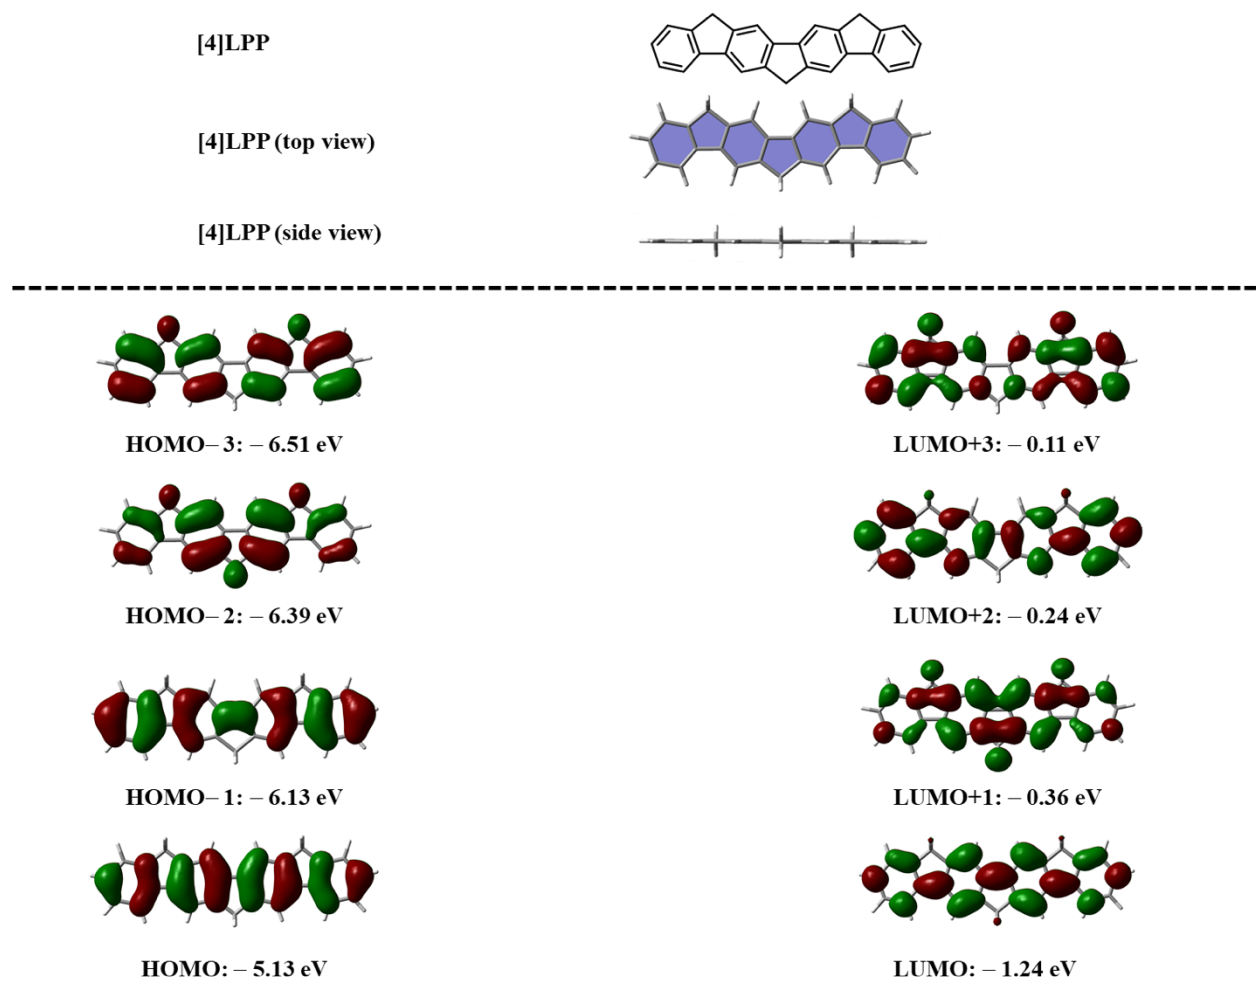 [4]LPP
[4]LPP (top view)
[4]LPP (side view)
HOMO– 3: – 6.51 eV
LUMO+3: – 0.11 eV
HOMO– 2: – 6.39 eV
LUMO+2: – 0.24 eV
HOMO– 1: – 6.13 eV
LUMO+1: – 0.36 eV
HOMO: – 5.13 eV
LUMO: – 1.24 eV